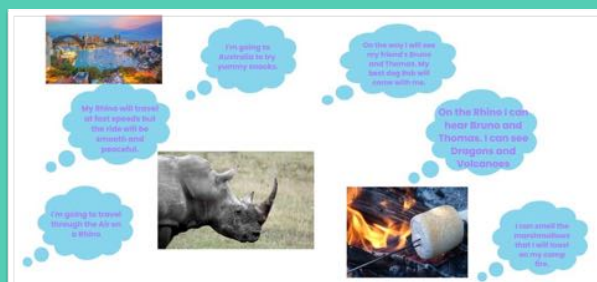 I'm going to
Australia to try
yummy snacks.
On the way I will see
my friend's Bruno
and Thomas. My
best dog Bob will
come with me.
My Rhino will travel
at fast speeds but
the ride will be
smooth and
peaceful.
On the Rhino I can
hear Bruno and
Thomas. I can see
Dragons and
Volcanoes
I'm going to travel
through the Air on
a Rhino.
I can smell the
marshmallows
that I will toast
on my camp
fire.